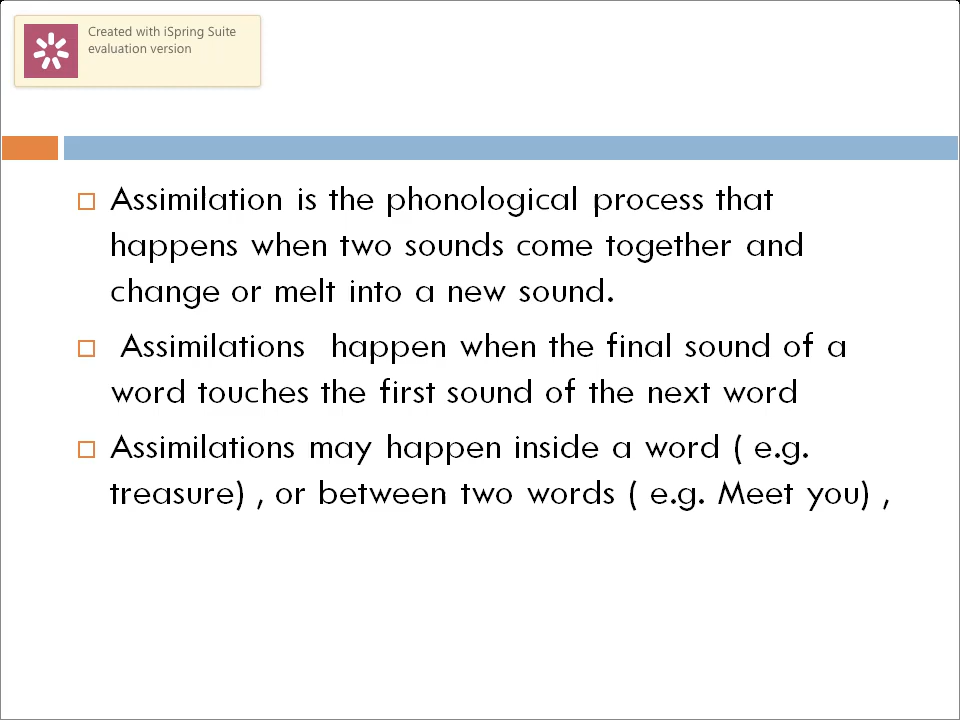 Created with iSpring Suite
evaluation version
Assimilation is the phonological process that
happens when two sounds come together and
change or melt into a new sound.
Assimilations happen when the final sound of a
word touches the first sound of the next word
Assimilations may happen inside a word ( e.g.
treasure) , or between two words ( e.g. Meet you) ,